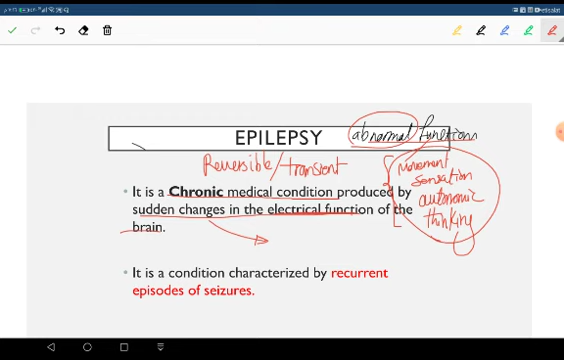 EPILEPSY
abnormal functions
Reversible/transient
movement
sensation
autonomic
thinking
It is a Chronic medical condition produced by
sudden changes in the electrical function of the
brain.
It is a condition characterized by recurrent
episodes of seizures.